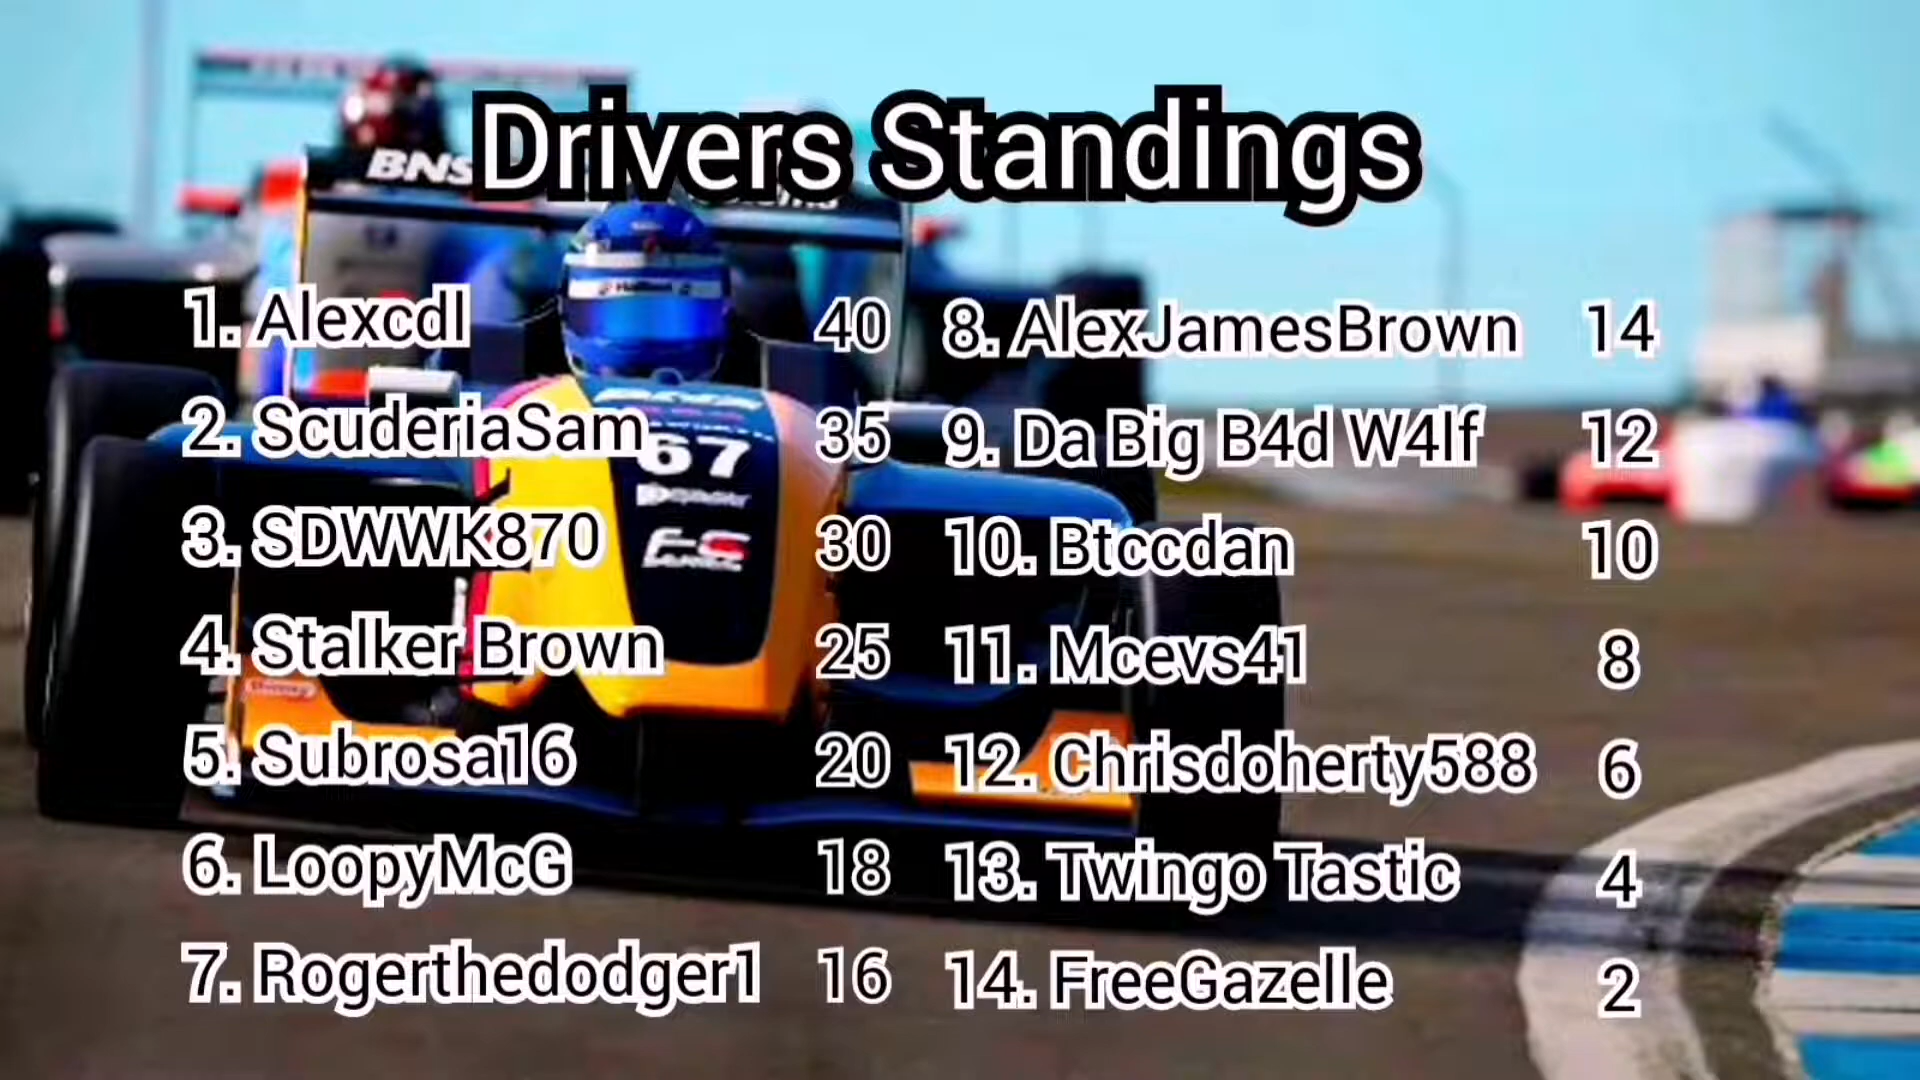 Drivers Standings
BNS
67
1. Alexcdl 40
2. ScuderiaSam 35
3. SDWWK870 30
4. Stalker Brown 25
5. Subrosa16 20
6. LoopyMcG 18
7. Rogerthedodger1 16
8. AlexJamesBrown 14
9. Da Big B4d W4lf 12
10. Btccdan 10
11. Mcevs41 8
12. Chrisdoherty588 6
13. Twingo Tastic 4
14. FreeGazelle 2